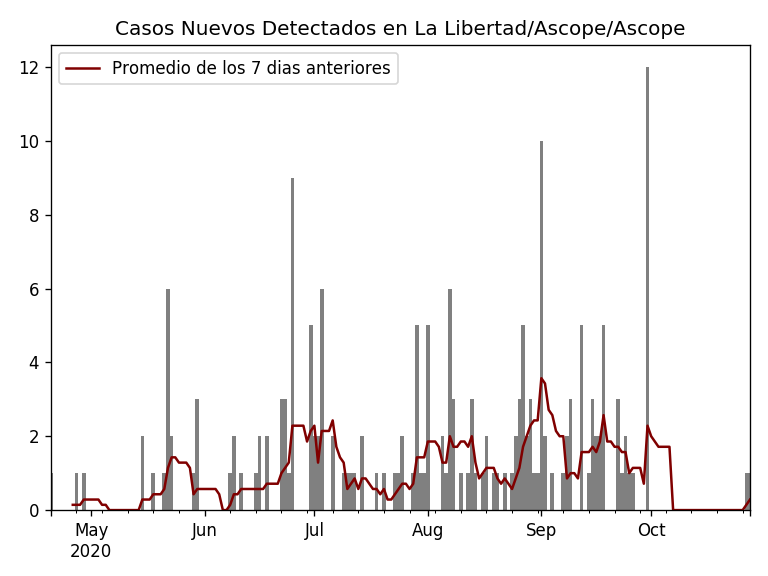 Casos Nuevos Detectados en La Libertad/Ascope/Ascope
Promedio de los 7 dias anteriores
12
10
8
6
4
2
0
May Jun Jul Aug Sep Oct
2020